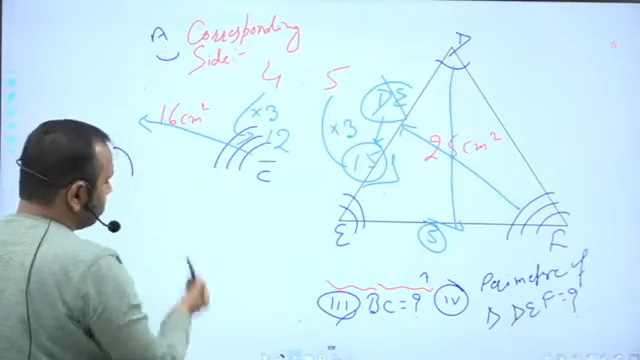 A Corresponding
Side:-
4 5
16cm²
×3
12
C
DE
×3
15
25cm²
D
E
F
5
III BC=? IV Perimetre of
Δ DEF=?